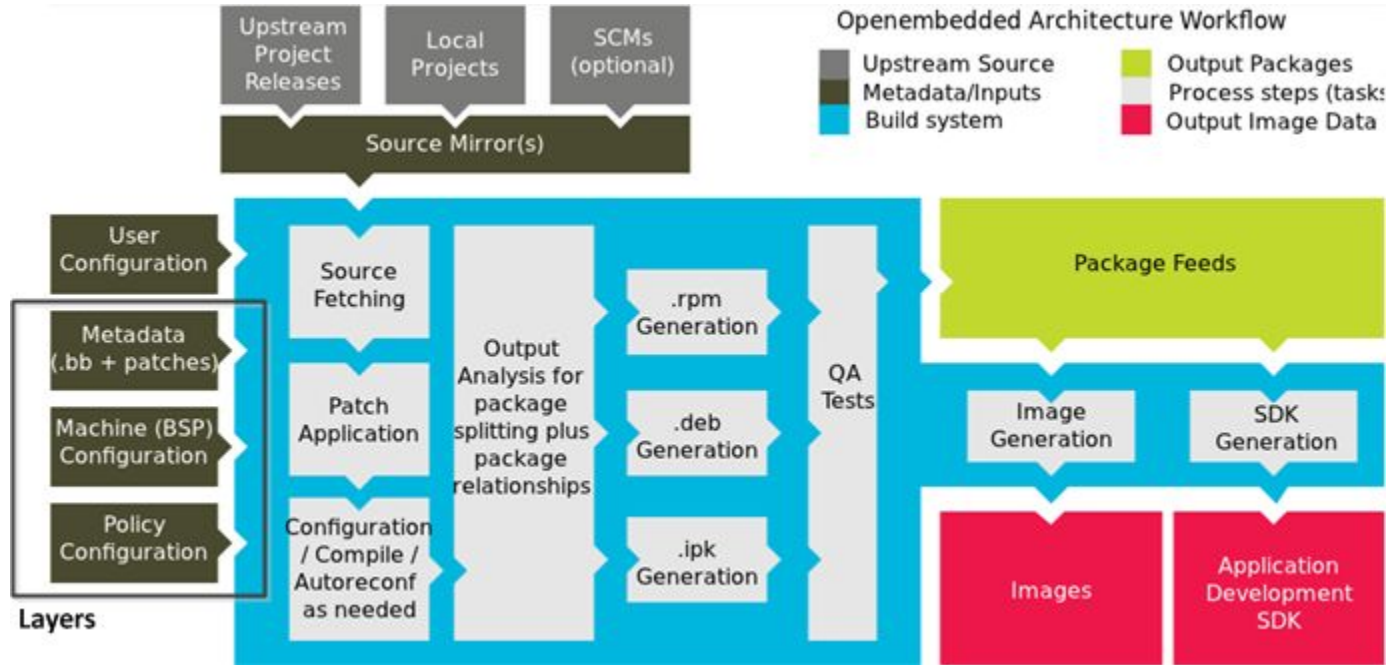 Upstream
Project
Releases
Local
Projects
SCMs
(optional)
Openembedded Architecture Workflow
Upstream Source
Metadata/Inputs
Build system
Output Packages
Process steps (tasks
Output Image Data
Source Mirror(s)
User
Configuration
Metadata
(.bb + patches)
Machine (BSP)
Configuration
Policy
Configuration
Layers
Source
Fetching
Patch
Application
Configuration
/ Compile /
Autoreconf
as needed
Output
Analysis for
package
splitting plus
package
relationships
.rpm
Generation
.deb
Generation
.ipk
Generation
QA
Tests
Package Feeds
Image
Generation
SDK
Generation
Images
Application
Development
SDK